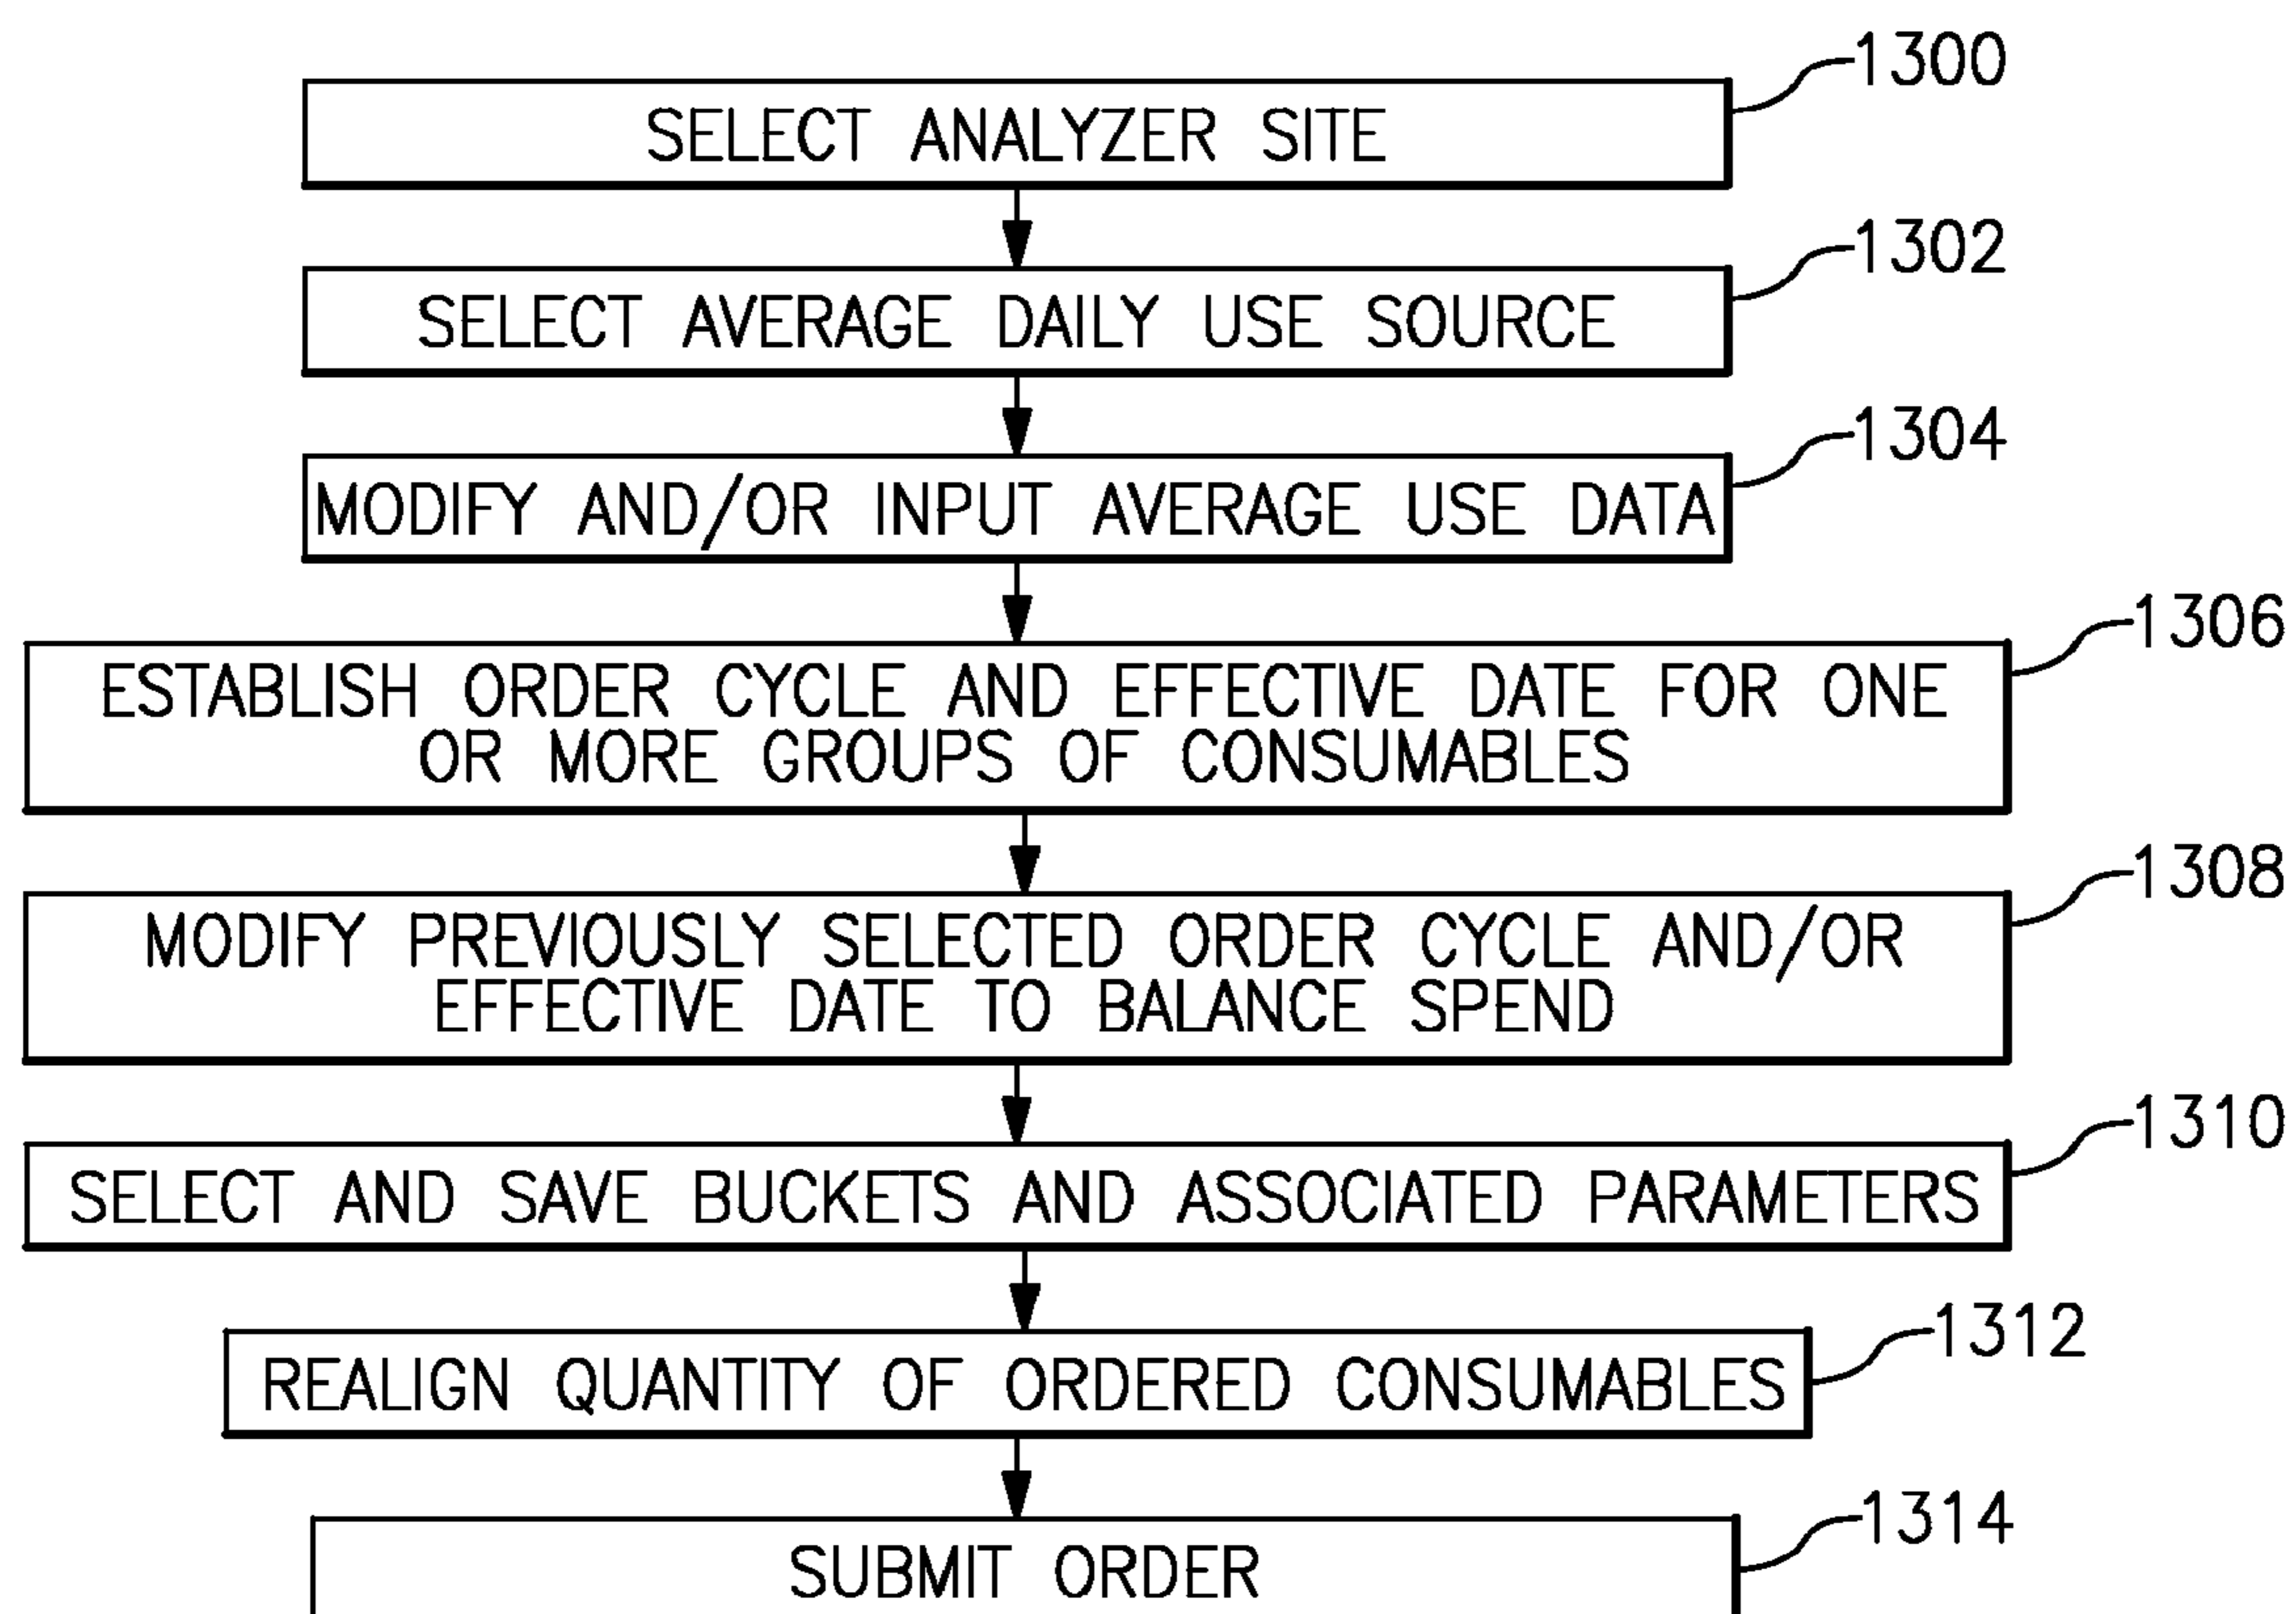 1300
SELECT ANALYZER SITE
1302
SELECT AVERAGE DAILY USE SOURCE
1304
MODIFY AND/OR INPUT AVERAGE USE DATA
1306
ESTABLISH ORDER CYCLE AND EFFECTIVE DATE FOR ONE
OR MORE GROUPS OF CONSUMABLES
1308
MODIFY PREVIOUSLY SELECTED ORDER CYCLE AND/OR
EFFECTIVE DATE TO BALANCE SPEND
1310
SELECT AND SAVE BUCKETS AND ASSOCIATED PARAMETERS
1312
REALIGN QUANTITY OF ORDERED CONSUMABLES
1314
SUBMIT ORDER